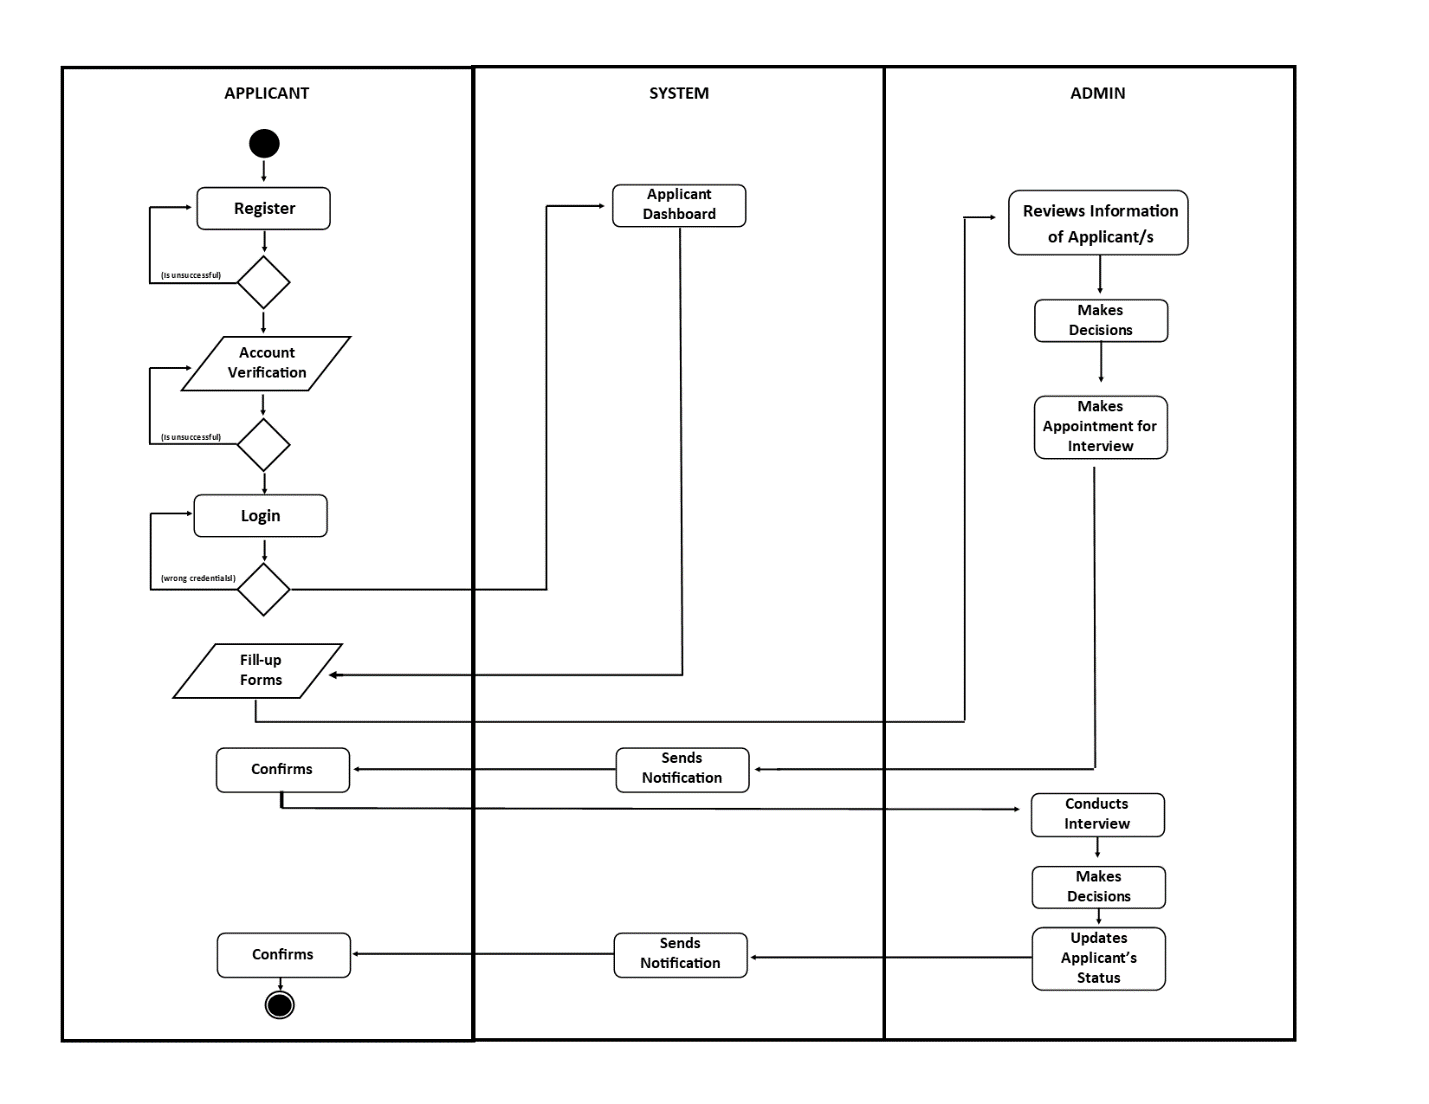 APPLICANT
SYSTEM
ADMIN
Register
(is unsuccessful)
Account
Verification
(is unsuccessful)
Login
(wrong credentials)
Fill-up
Forms
Confirms
Confirms
Applicant
Dashboard
Sends
Notification
Sends
Notification
Reviews Information
of Applicant/s
Makes
Decisions
Makes
Appointment for
Interview
Conducts
Interview
Makes
Decisions
Updates
Applicant's
Status